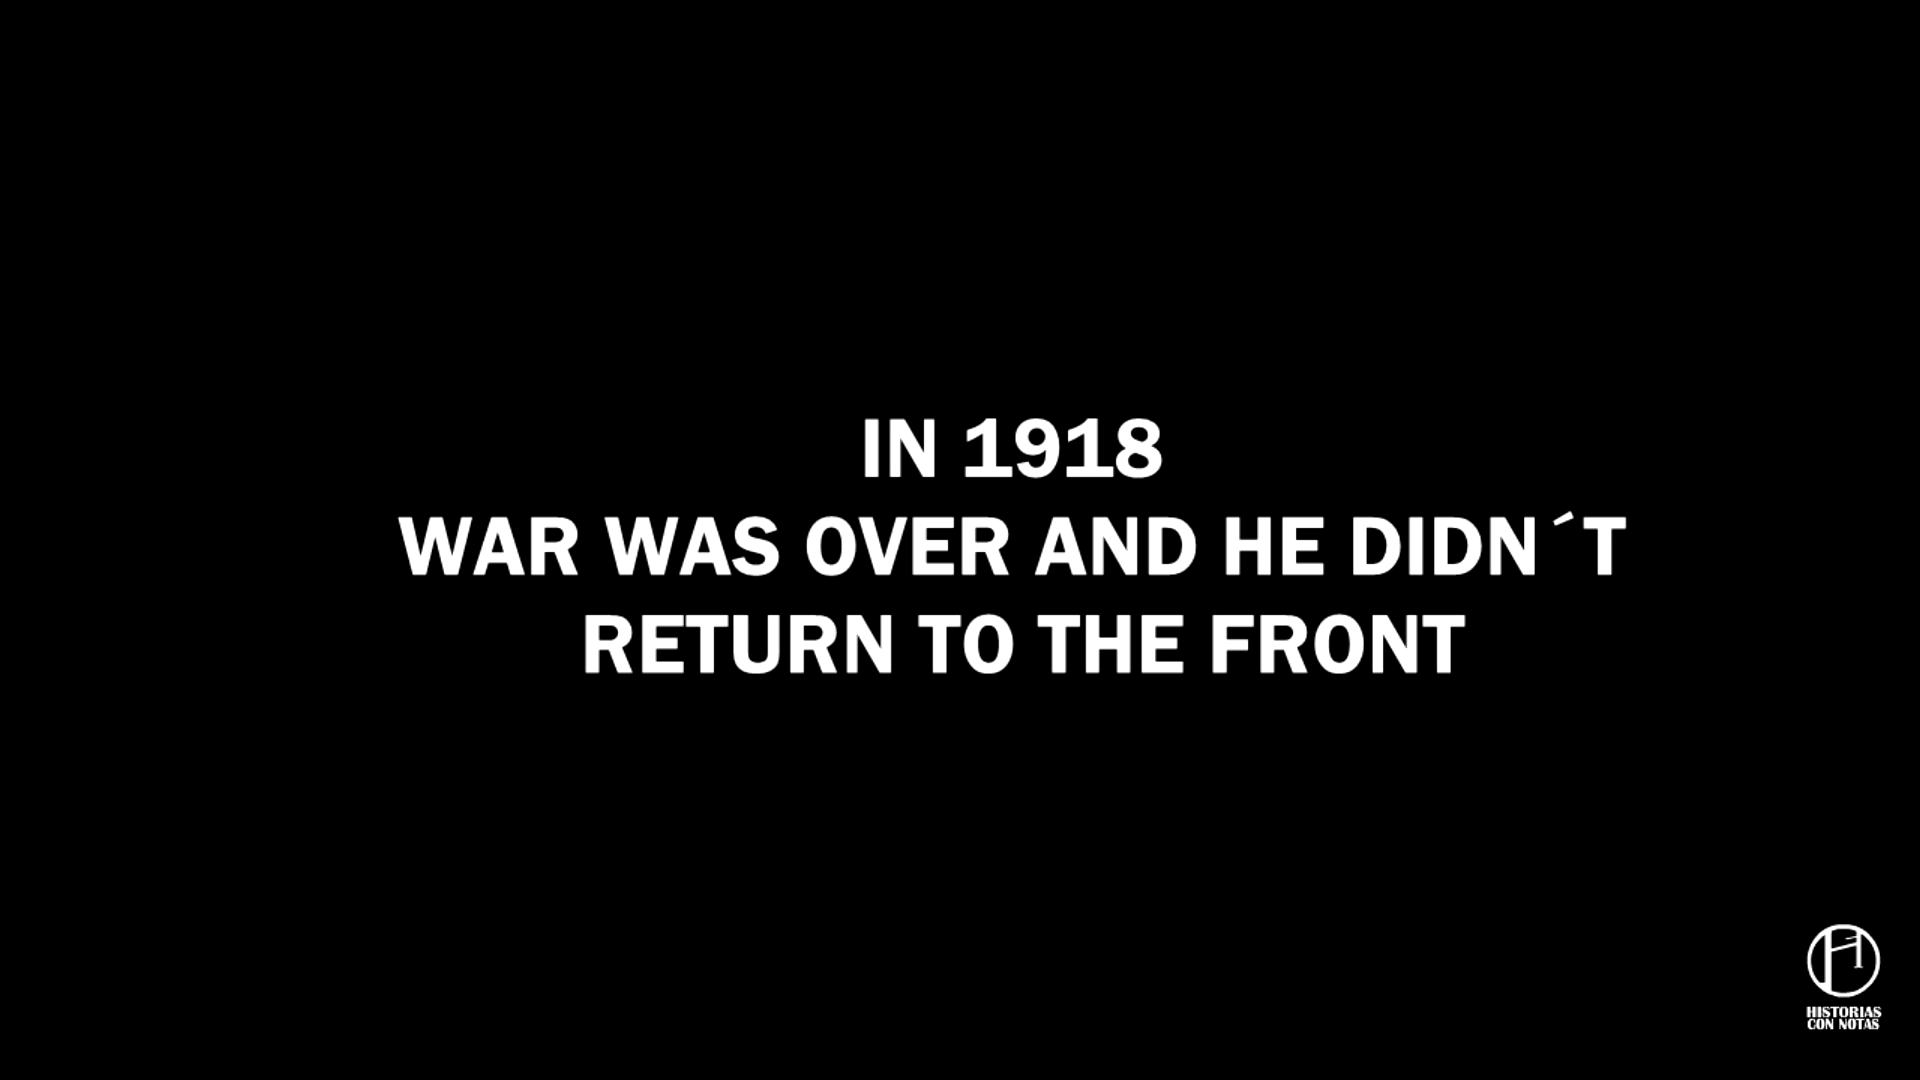 IN 1918
WAR WAS OVER AND HE DIDN´T
RETURN TO THE FRONT
HISTORIAS
CON NOTAS